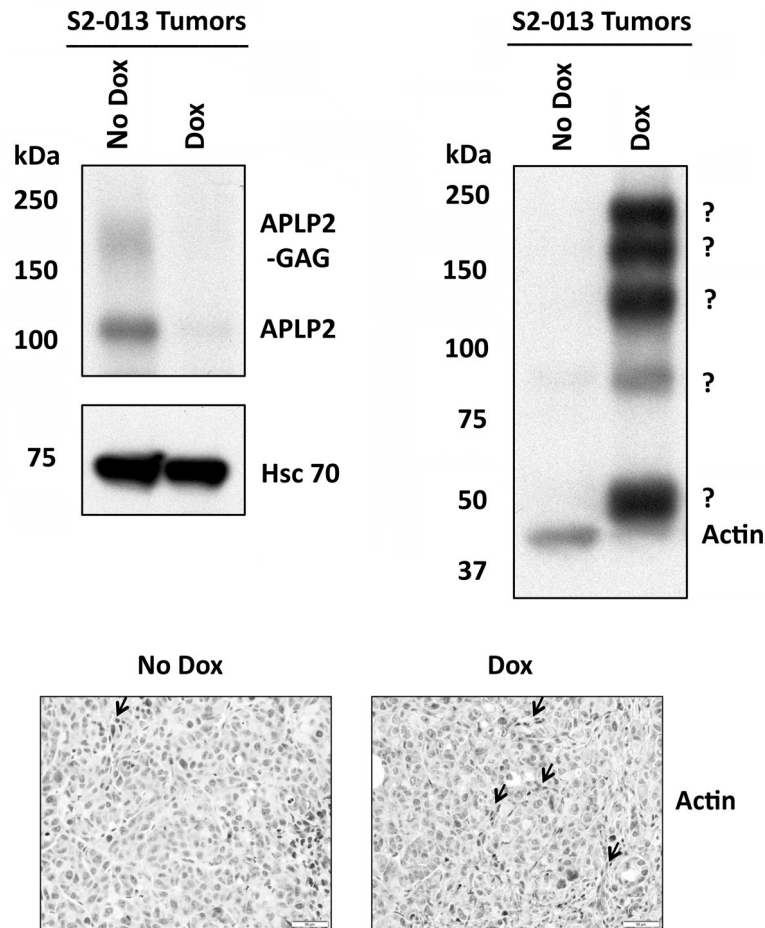 S2-013 Tumors
No Dox
Dox
kDa
250
150
100
APLP2
-GAG
APLP2
75
Hsc 70
S2-013 Tumors
No Dox
Dox
kDa
250
150
100
75
50
37
?
?
?
?
?
Actin
No Dox
Dox
Actin